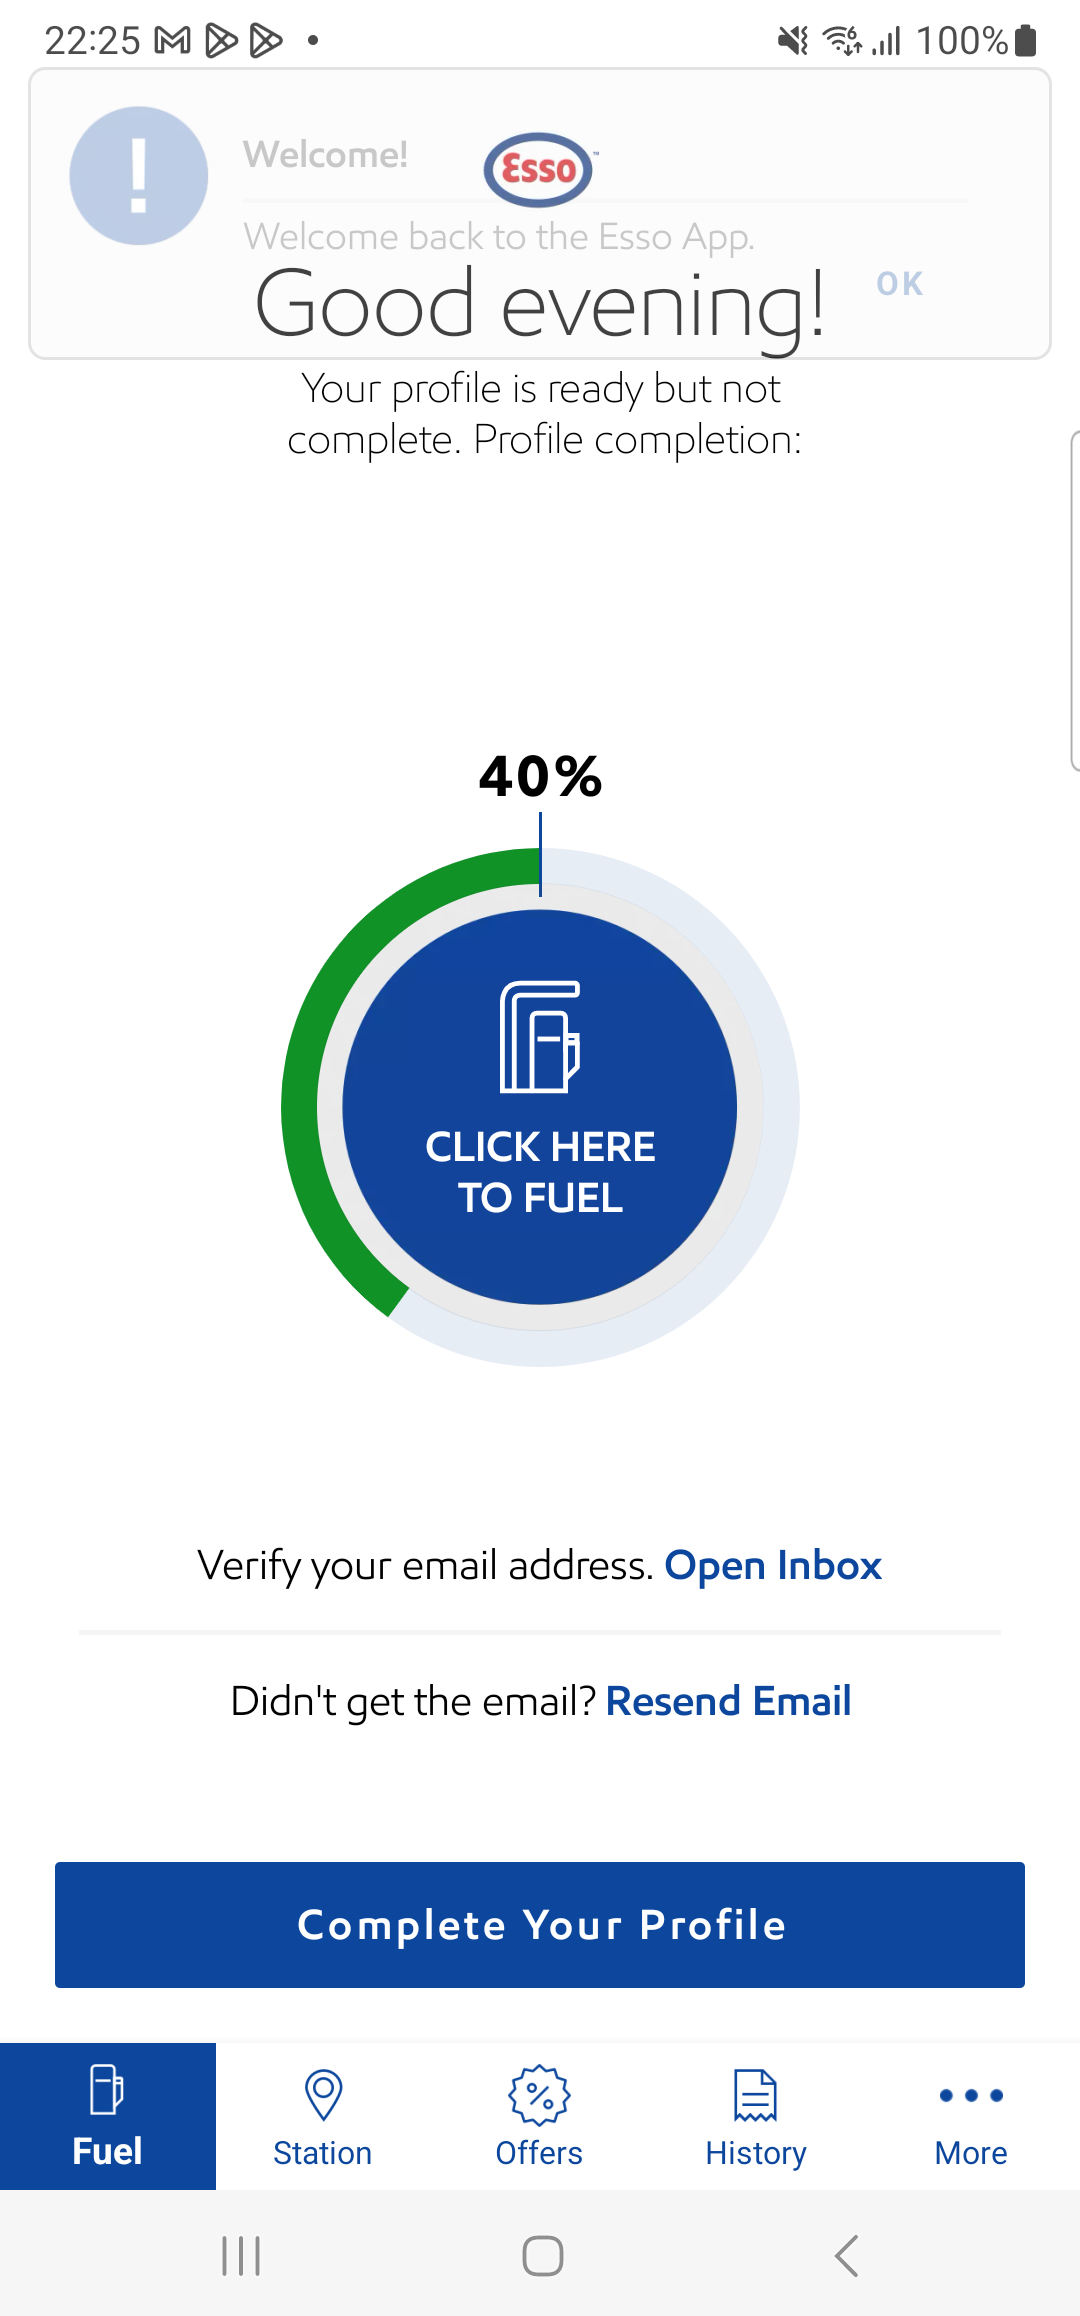 22:25
100%
Welcome!
Esso
Welcome back to the Esso App.
OK
Good evening!
Your profile is ready but not
complete. Profile completion:
40%
CLICK HERE
TO FUEL
Verify your email address. Open Inbox
Didn't get the email? Resend Email
Complete Your Profile
Fuel
Station
Offers
History
More